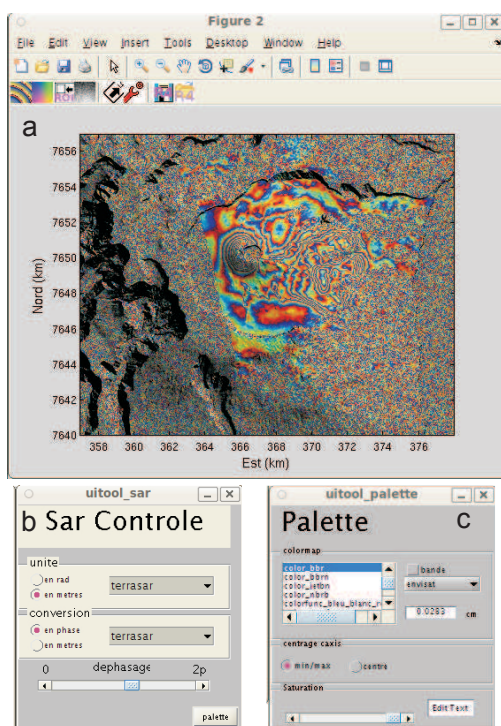 Figure 2
File Edit View Insert Tools Desktop Window Help
a
7656
7654
7652
7650
7648
7646
7644
7642
7640
Nord (km)
358 360 362 364 366 368 370 372 374 376
Est (km)
uitool_sar
b Sar Controle
unite
en rad
en metres
terrasar
conversion
en phase
en metres
terrasar
0 dephasage 2p
palette
uitool_palette
Palette c
colormap
color_bbr
color_bbrn
color_jetbn
color_nbrb
colorfunc_bleu_blanc_r
bande
envisat
0.0283 cm
centrage caxis
min/max
centre
Saturation
Edit Text